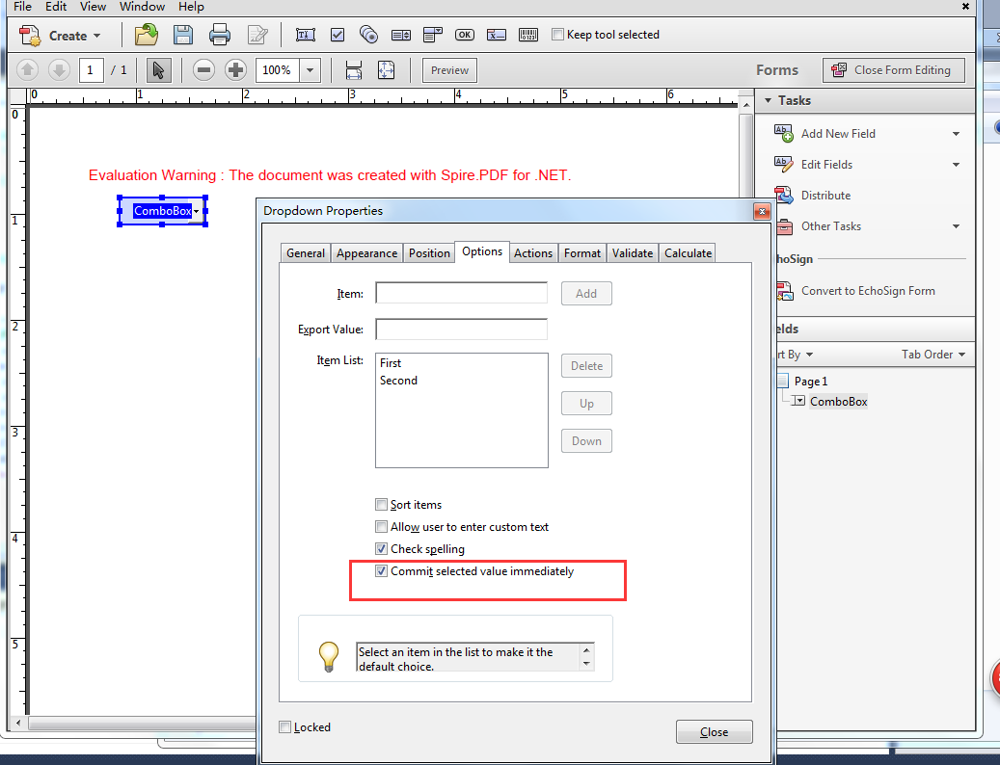 File Edit View Window Help
Create
OK
Keep tool selected
1 / 1
100%
Preview
Forms
Close Form Editing
0 1 2 3 4 5 6
Tasks
0
Add New Field
Edit Fields
Evaluation Warning : The document was created with Spire.PDF for .NET.
Distribute
ComboBox
Dropdown Properties
1
Other Tasks
General Appearance Position Options Actions Format Validate Calculate
hoSign
Item:
Add
Convert to EchoSign Form
2
Export Value:
elds
Item List:
First
Second
Delete
rt By
Tab Order
Page 1
Up
ComboBox
3
Down
Sort items
Allow user to enter custom text
4
Check spelling
Commit selected value immediately
5
Select an item in the list to make it the
default choice.
Locked
Close